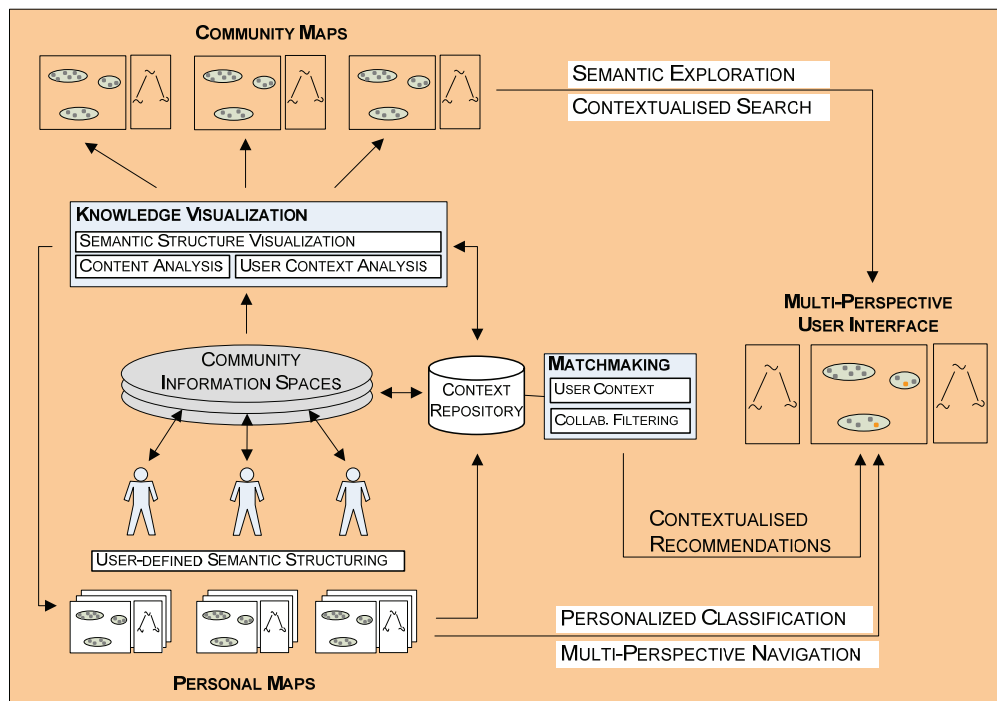 COMMUNITY MAPS
SEMANTIC EXPLORATION
CONTEXTUALISED SEARCH
KNOWLEDGE VISUALIZATION
SEMANTIC STRUCTURE VISUALIZATION
CONTENT ANALYSIS
USER CONTEXT ANALYSIS
MULTI-PERSPECTIVE
USER INTERFACE
COMMUNITY
INFORMATION SPACES
CONTEXT
REPOSITORY
MATCHMAKING
USER CONTEXT
COLLAB. FILTERING
CONTEXTUALISED
RECOMMENDATIONS
USER-DEFINED SEMANTIC STRUCTURING
PERSONALIZED CLASSIFICATION
MULTI-PERSPECTIVE NAVIGATION
PERSONAL MAPS